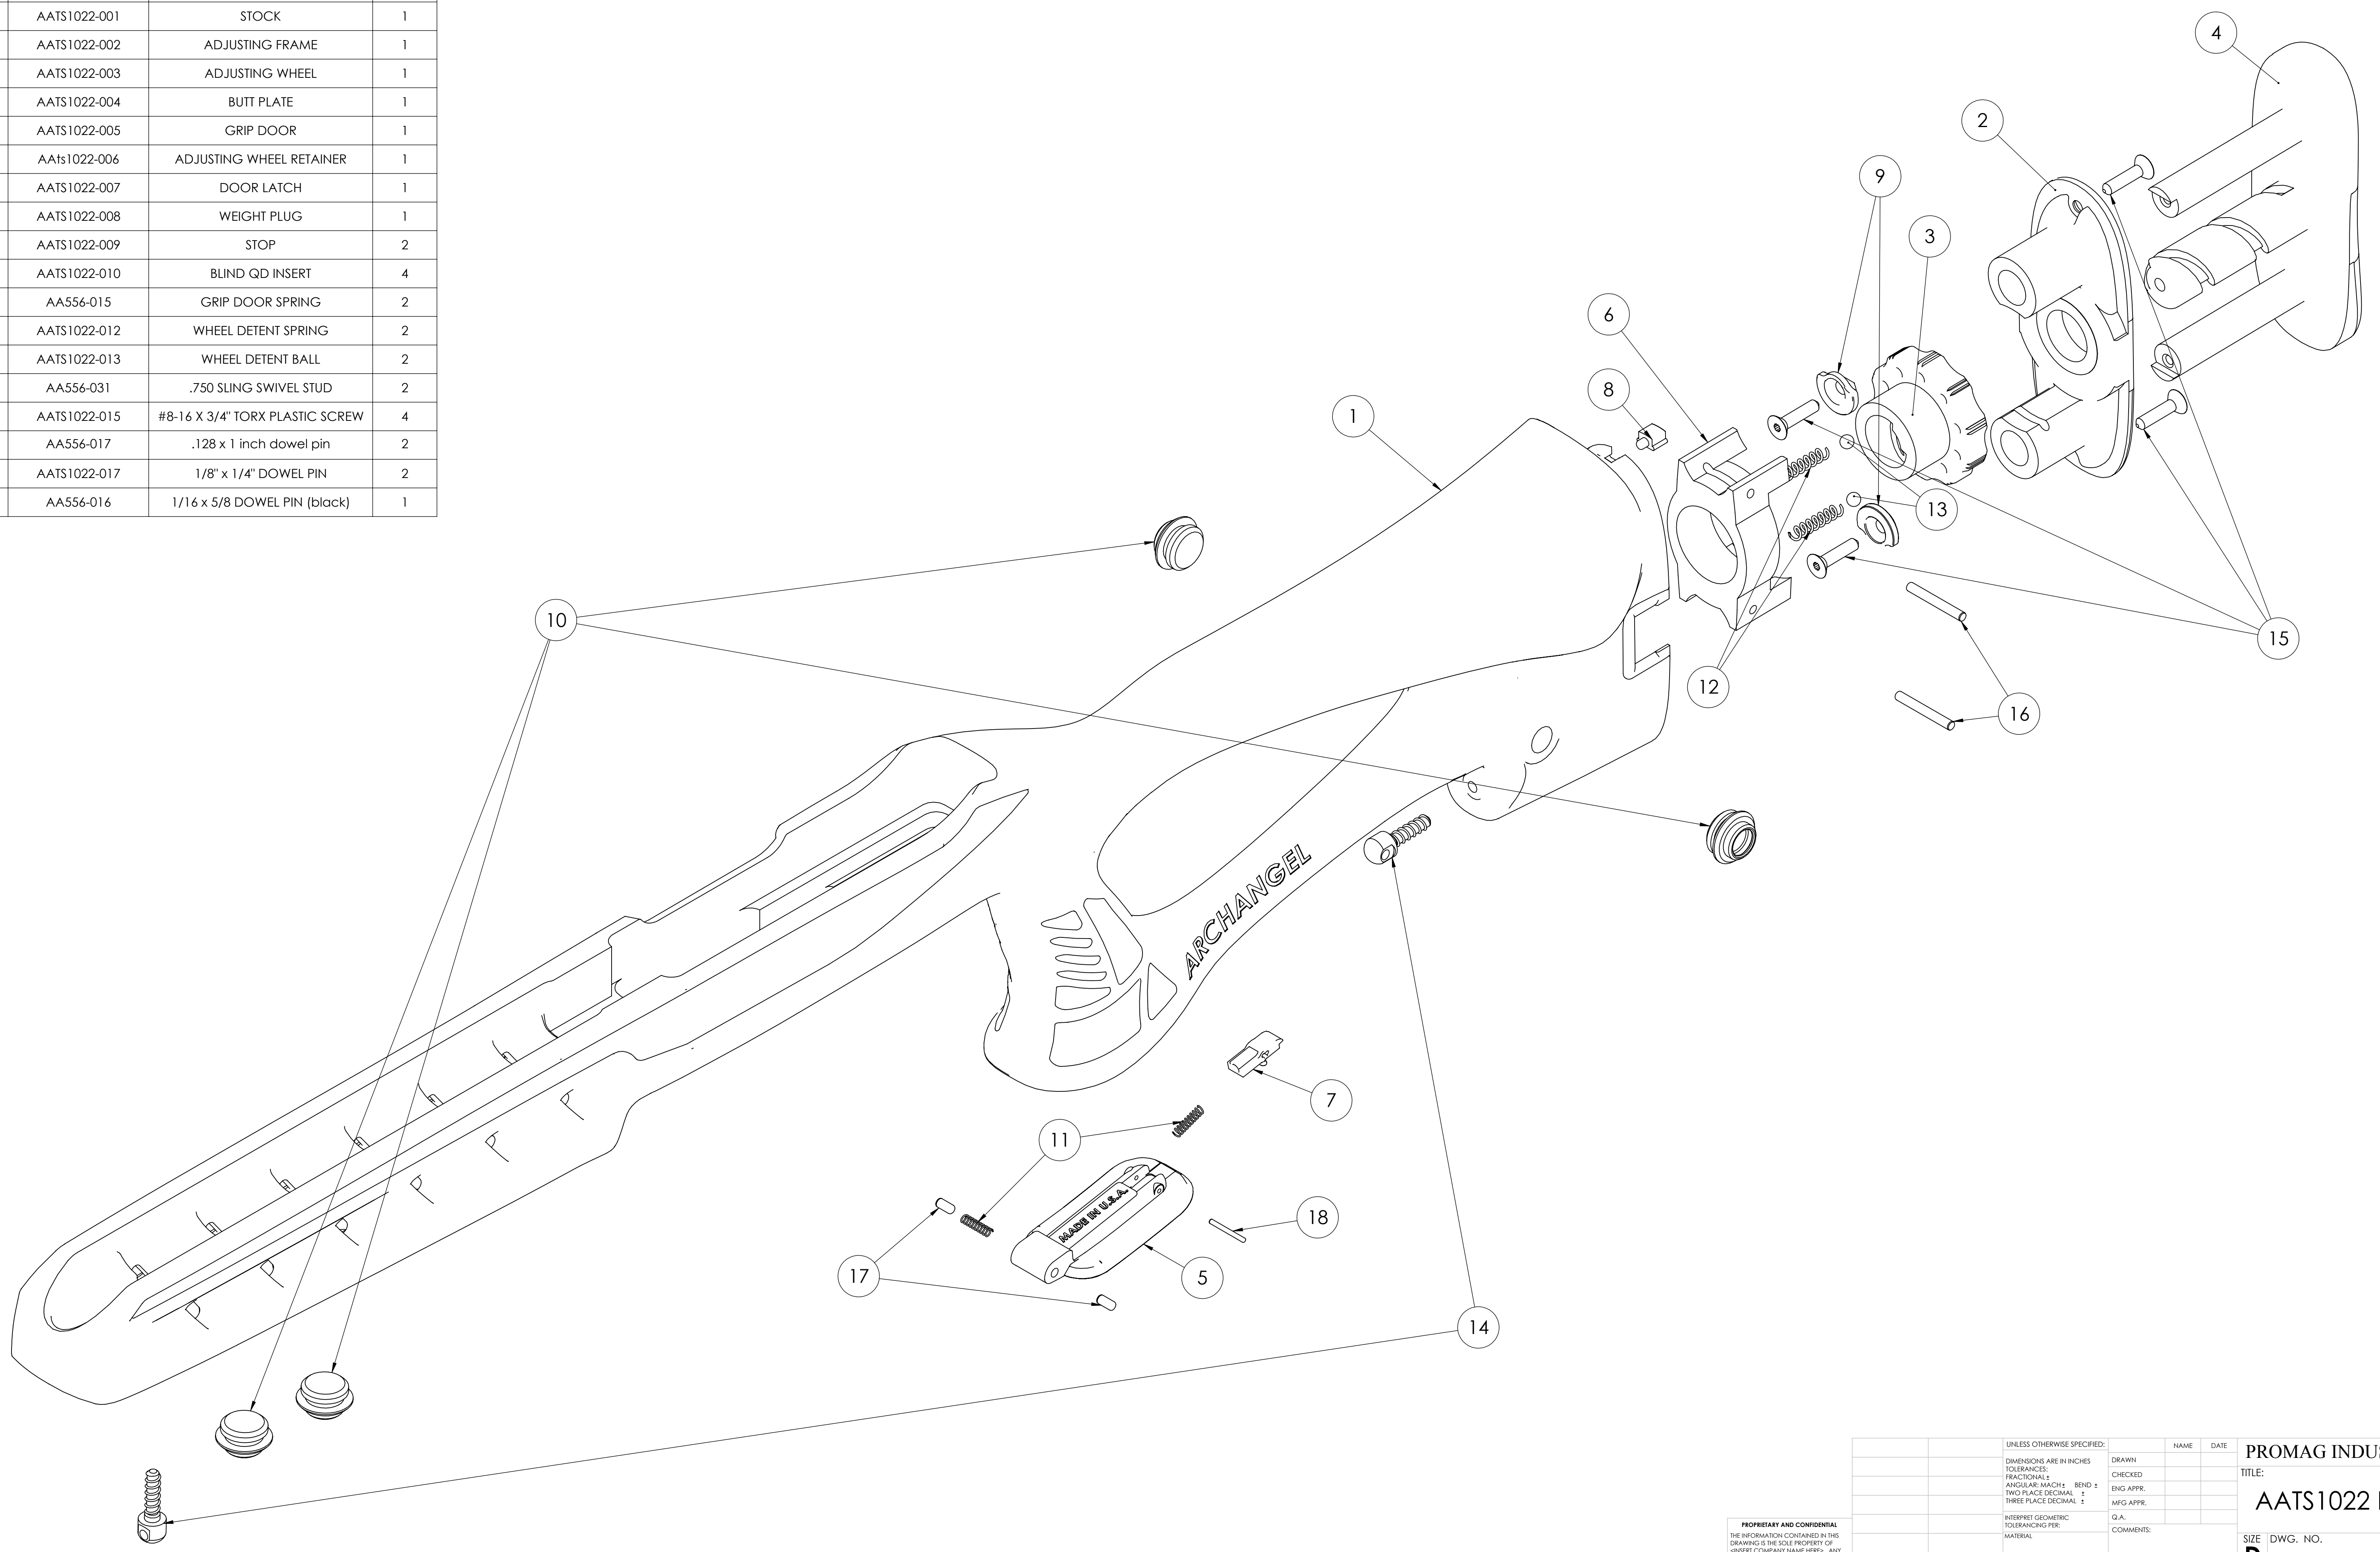 AATS1022-001 STOCK 1
AATS1022-002 ADJUSTING FRAME 1
AATS1022-003 ADJUSTING WHEEL 1
AATS1022-004 BUTT PLATE 1
AATS1022-005 GRIP DOOR 1
AAts1022-006 ADJUSTING WHEEL RETAINER 1
AATS1022-007 DOOR LATCH 1
AATS1022-008 WEIGHT PLUG 1
AATS1022-009 STOP 2
AATS1022-010 BLIND QD INSERT 4
AA556-015 GRIP DOOR SPRING 2
AATS1022-012 WHEEL DETENT SPRING 2
AATS1022-013 WHEEL DETENT BALL 2
AA556-031 .750 SLING SWIVEL STUD 2
AATS1022-015 #8-16 X 3/4" TORX PLASTIC SCREW 4
AA556-017 .128 x 1 inch dowel pin 2
AATS1022-017 1/8" x 1/4" DOWEL PIN 2
AA556-016 1/16 x 5/8 DOWEL PIN (black) 1
4
2
9
3
6
8
1
13
10
15
12
16
ARCHANGEL
7
11
MADE IN U.S.A.
18
17
5
14
UNLESS OTHERWISE SPECIFIED:
DIMENSIONS ARE IN INCHES
TOLERANCES:
FRACTIONAL ±
ANGULAR: MACH ± BEND ±
TWO PLACE DECIMAL ±
THREE PLACE DECIMAL ±
INTERPRET GEOMETRIC
TOLERANCING PER:
MATERIAL
NAME DATE
DRAWN
CHECKED
ENG APPR.
MFG APPR.
Q.A.
COMMENTS:
PROMAG
TITLE:
AATS1022
SIZE DWG. NO.
PROPRIETARY AND CONFIDENTIAL
THE INFORMATION CONTAINED IN THIS
DRAWING IS THE SOLE PROPERTY OF
<INSERT COMPANY NAME HERE>. ANY